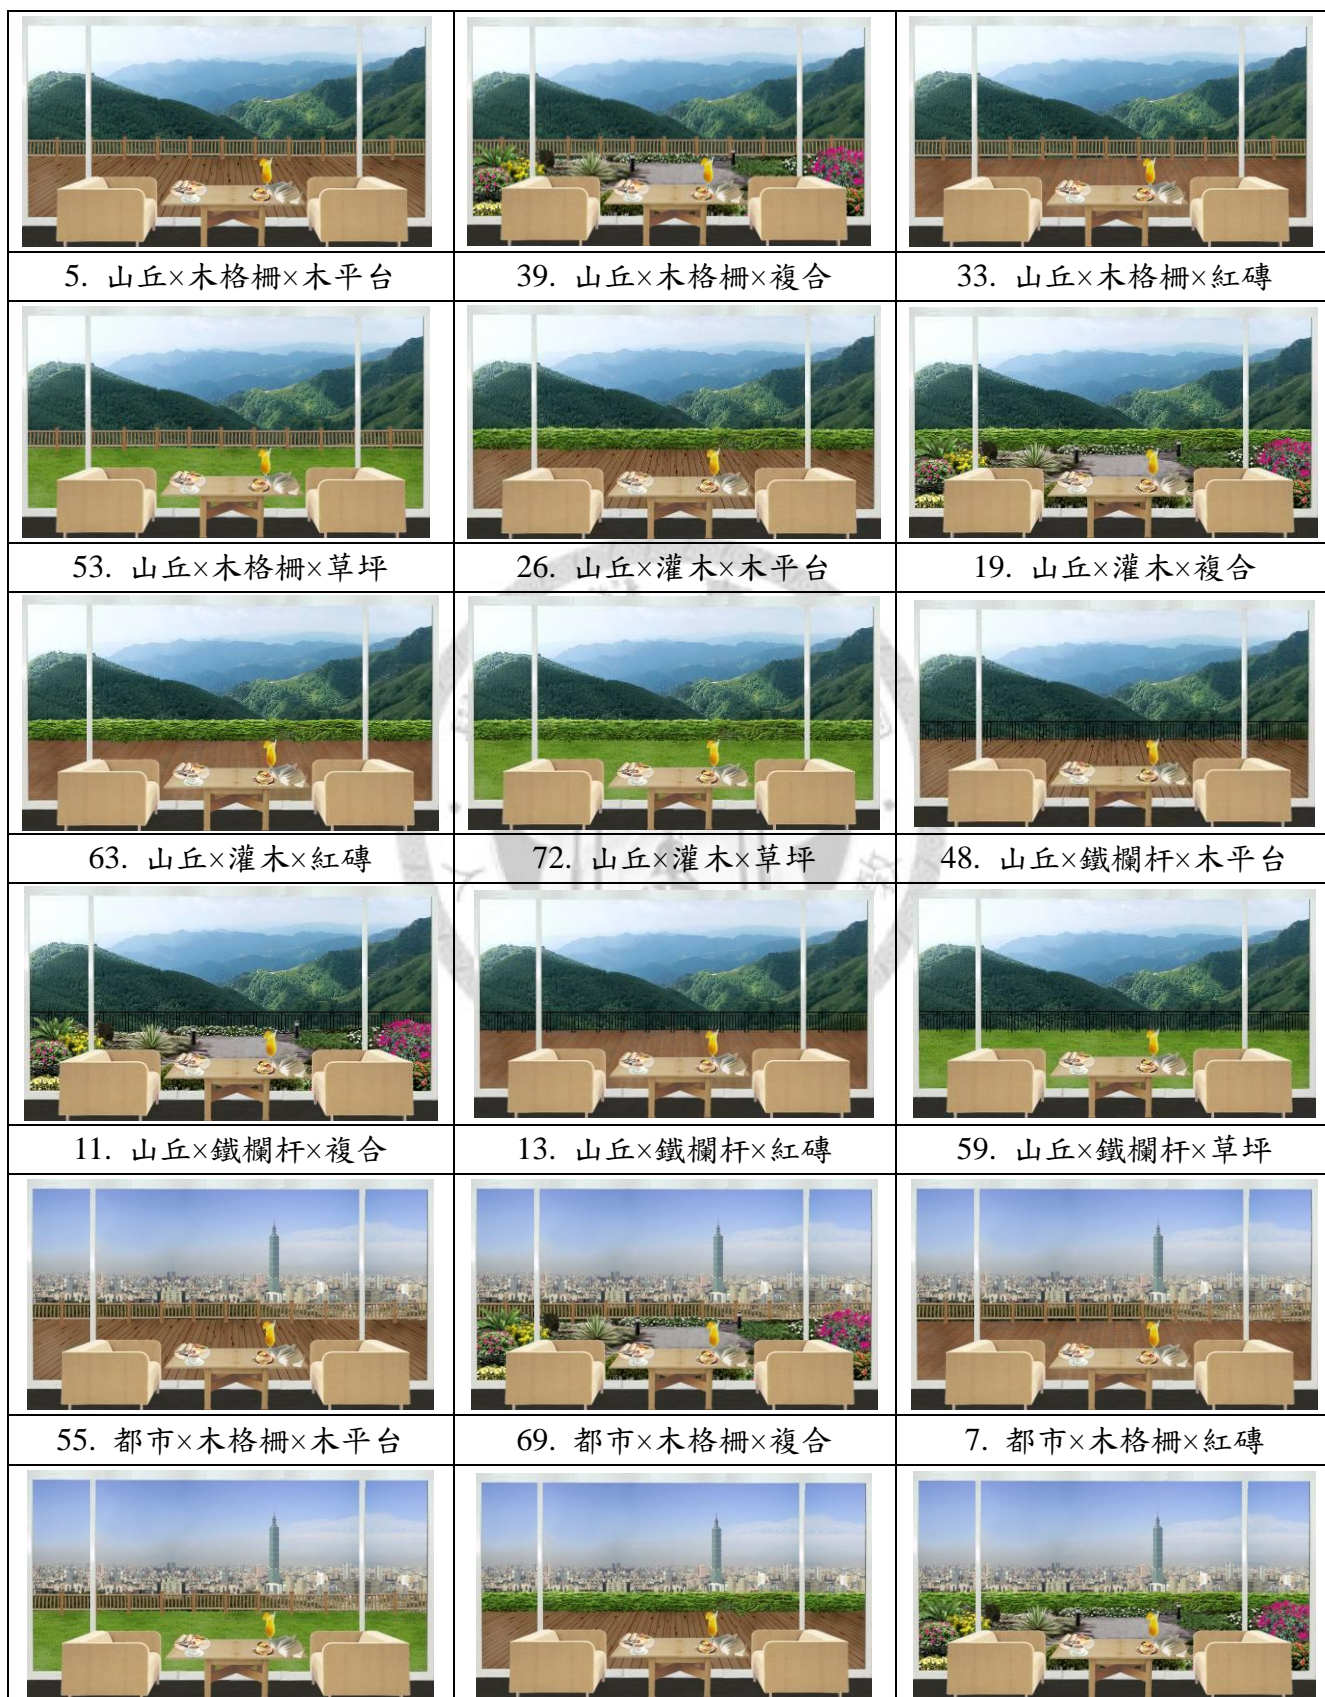 5. 山丘×木格柵×木平台
39. 山丘×木格柵×複合
33. 山丘×木格柵×紅磚
53. 山丘×木格柵×草坪
26. 山丘×灌木×木平台
19. 山丘×灌木×複合
63. 山丘×灌木×紅磚
72. 山丘×灌木×草坪
48. 山丘×鐵欄杆×木平台
11. 山丘×鐵欄杆×複合
13. 山丘×鐵欄杆×紅磚
59. 山丘×鐵欄杆×草坪
55. 都市×木格柵×木平台
69. 都市×木格柵×複合
7. 都市×木格柵×紅磚